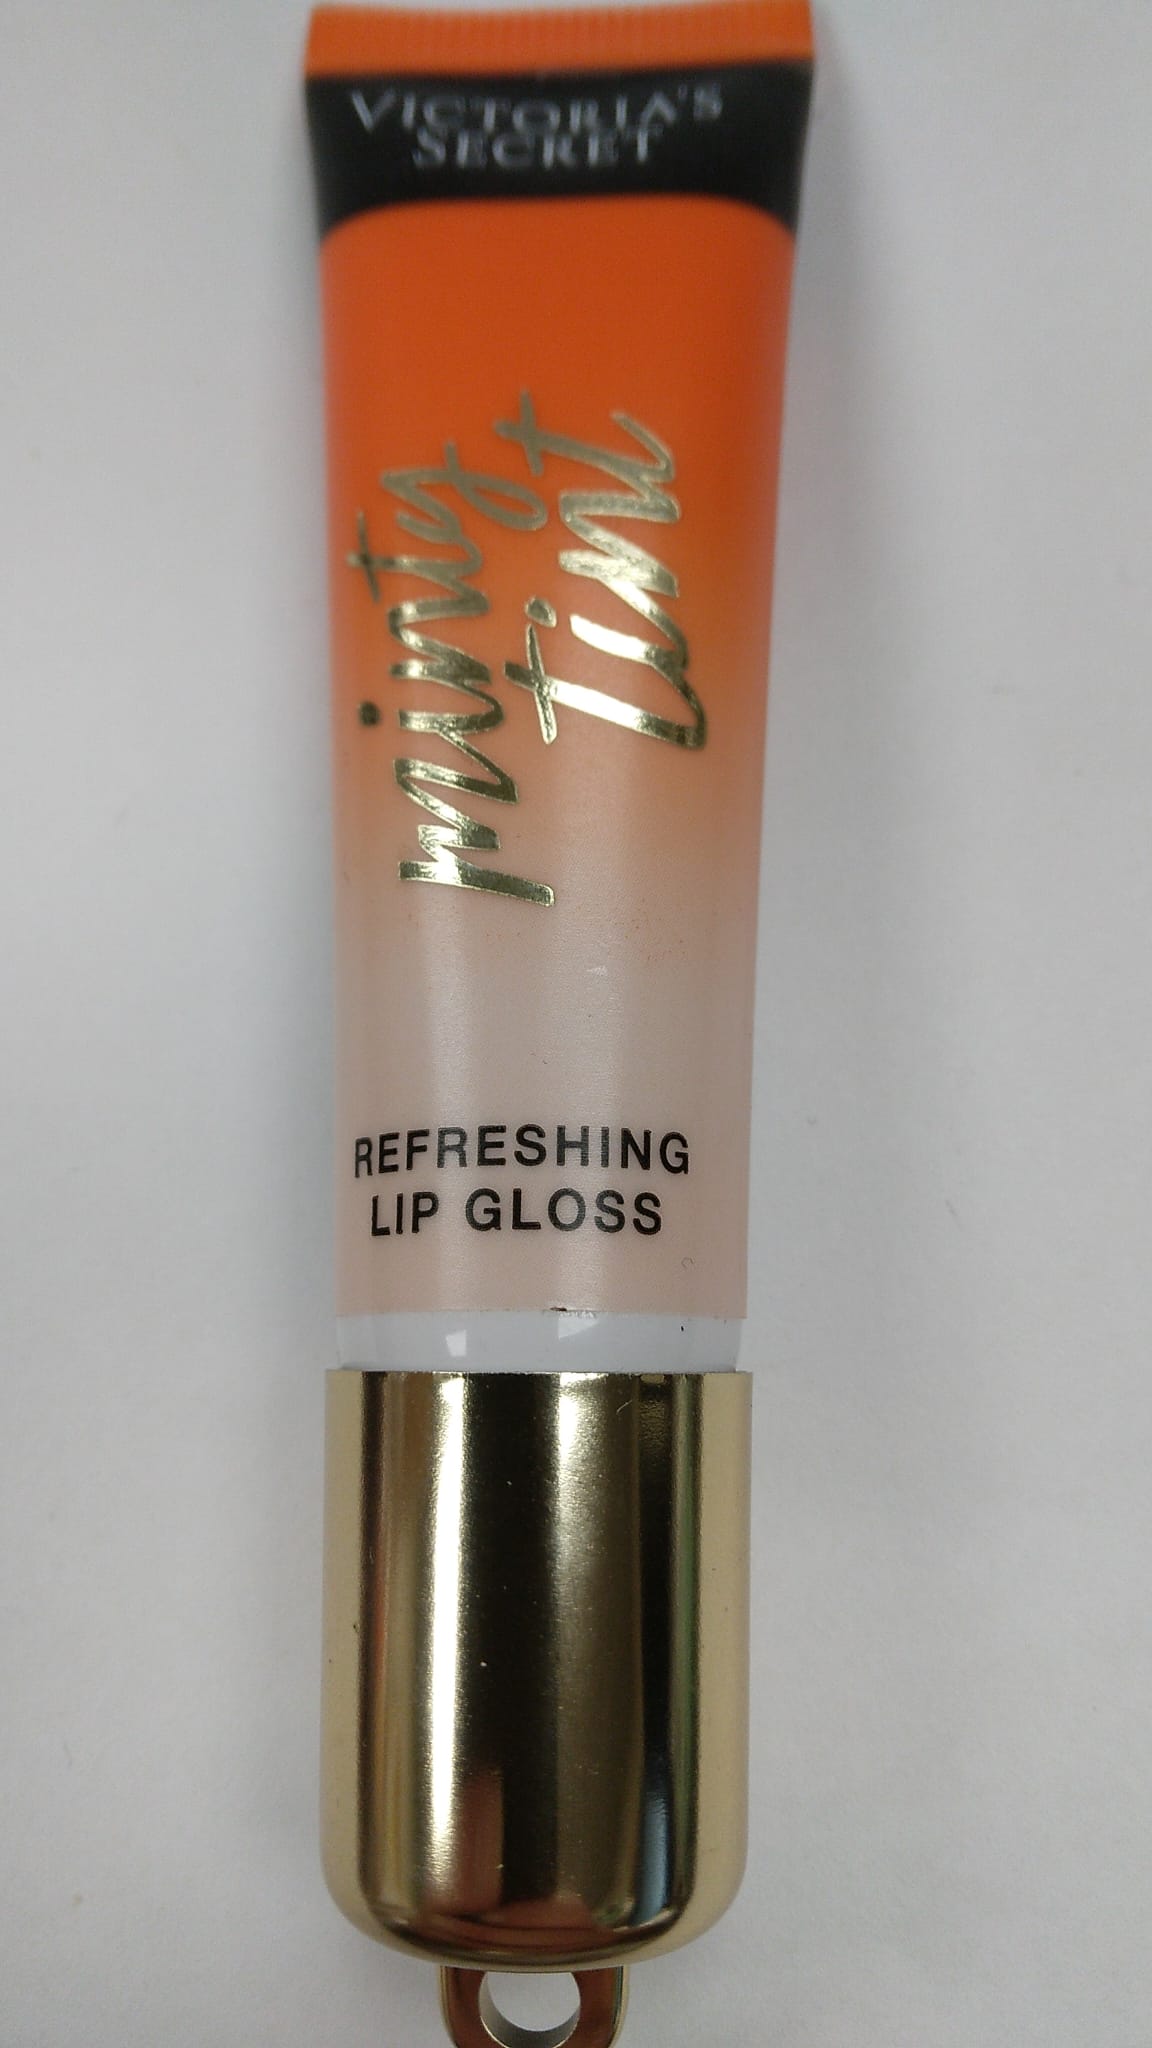 VICTORIA'S
SECRET
minty
tint
REFRESHING
LIP GLOSS